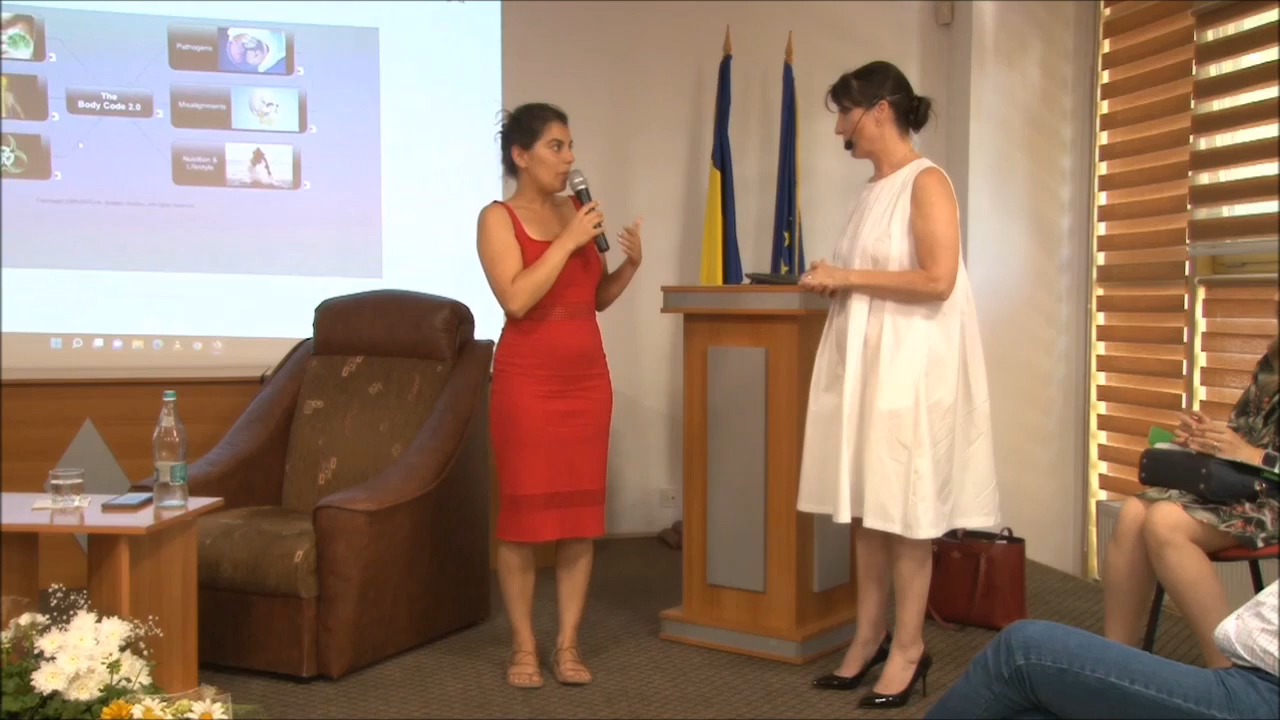 Pathogens
The
Body Code 2.0
Misalignments
Nutrition &
Lifestyle